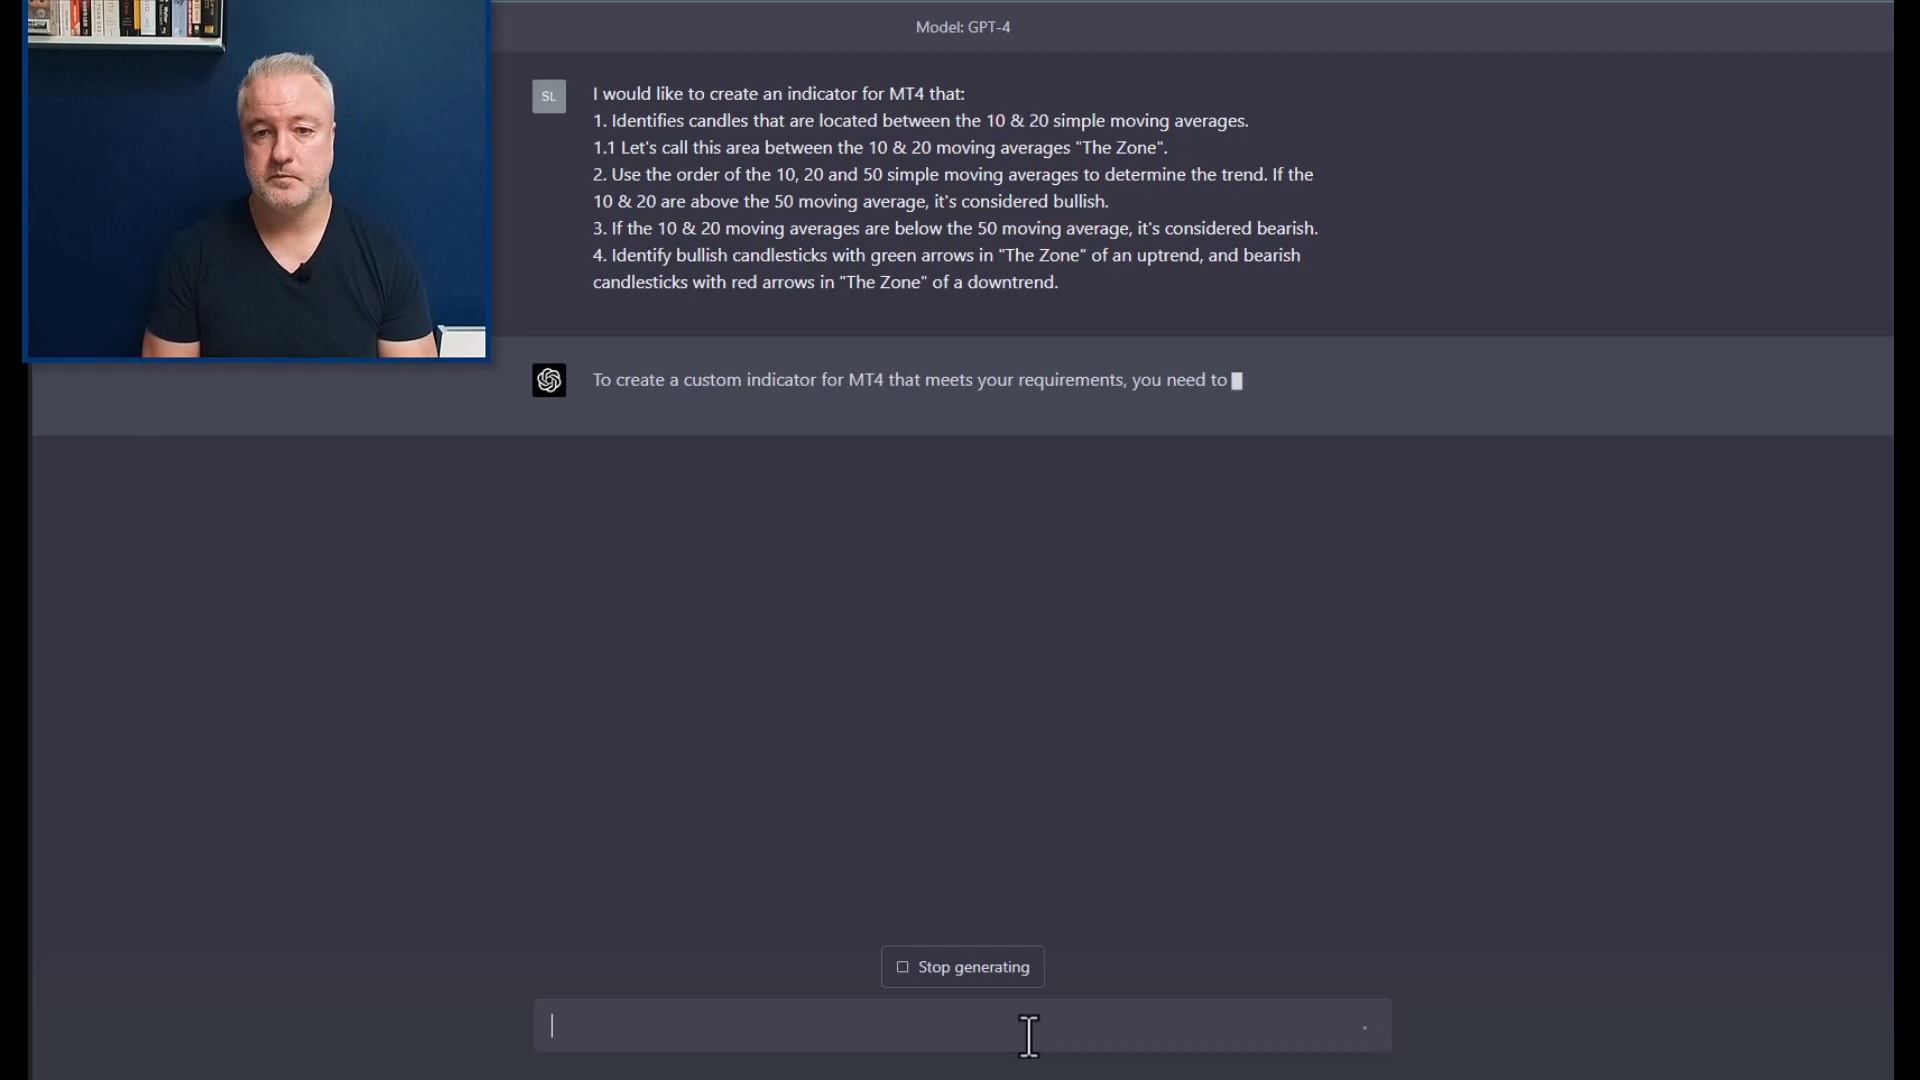 Model: GPT-4
SL
I would like to create an indicator for MT4 that:
1. Identifies candles that are located between the 10 & 20 simple moving averages.
1.1 Let's call this area between the 10 & 20 moving averages "The Zone".
2. Use the order of the 10, 20 and 50 simple moving averages to determine the trend. If the
10 & 20 are above the 50 moving average, it's considered bullish.
3. If the 10 & 20 moving averages are below the 50 moving average, it's considered bearish.
4. Identify bullish candlesticks with green arrows in "The Zone" of an uptrend, and bearish
candlesticks with red arrows in "The Zone" of a downtrend.
To create a custom indicator for MT4 that meets your requirements, you need to
Stop generating